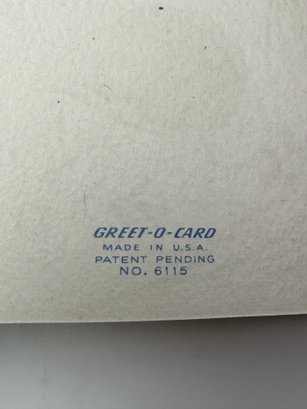 GREET-O-CARD
MADE IN U.S.A.
PATENT PENDING
NO. 6115